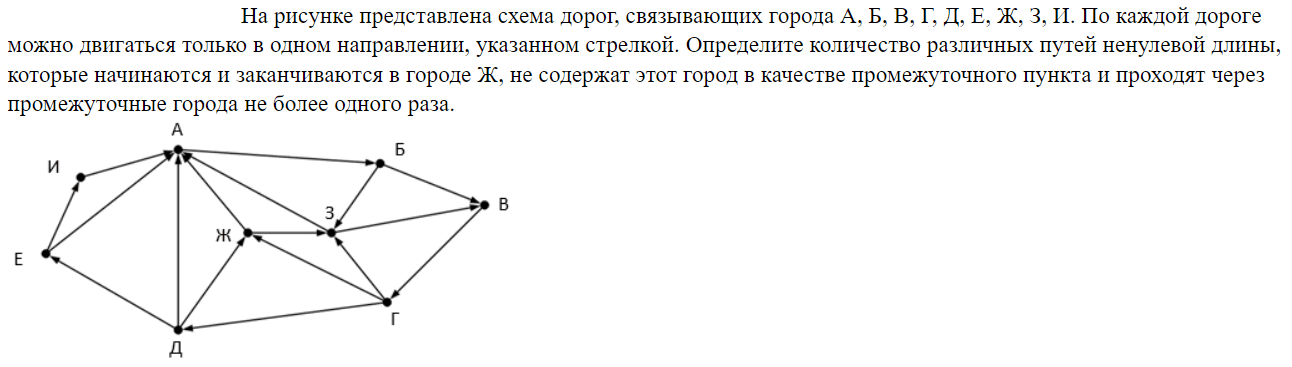 На рисунке представлена схема дорог, связывающих города А, Б, В, Г, Д, Е, Ж, З, И. По каждой дороге
можно двигаться только в одном направлении, указанном стрелкой. Определите количество различных путей ненулевой длины,
которые начинаются и заканчиваются в городе Ж, не содержат этот город в качестве промежуточного пункта и проходят через
промежуточные города не более одного раза.
А
Б
И
В
З
Ж
Е
Г
Д